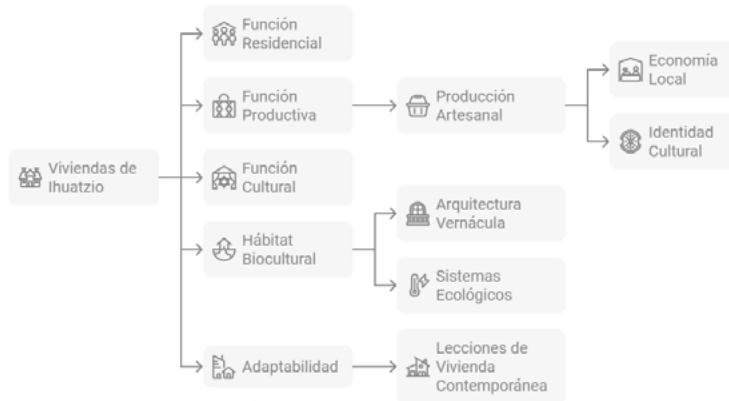 Función
Residencial
Función
Productiva
Producción
Artesanal
Economía
Local
Identidad
Cultural
Viviendas de
Ihuatzio
Función
Cultural
Hábitat
Biocultural
Arquitectura
Vernácula
Sistemas
Ecológicos
Adaptabilidad
Lecciones de
Vivienda
Contemporánea